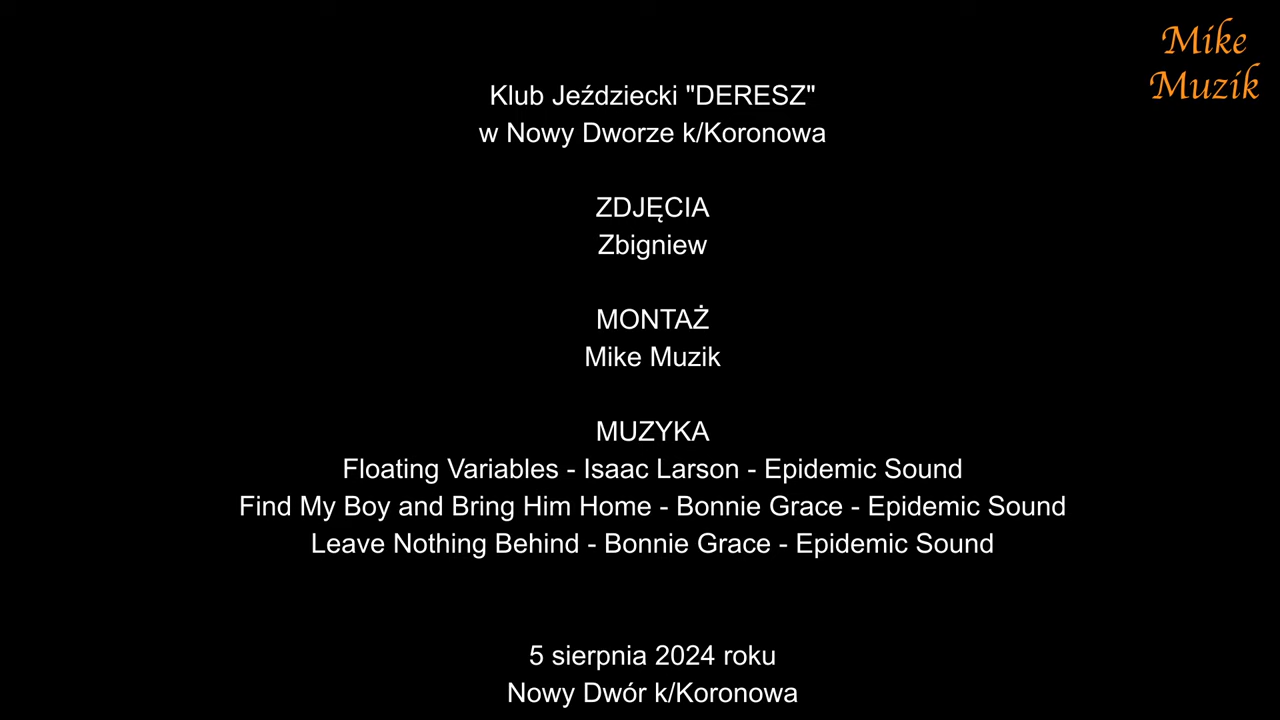 Mike
Muzik
Klub Jeździecki "DERESZ"
w Nowy Dworze k/Koronowa
ZDJĘCIA
Zbigniew
MONTAŻ
Mike Muzik
MUZYKA
Floating Variables - Isaac Larson - Epidemic Sound
Find My Boy and Bring Him Home - Bonnie Grace - Epidemic Sound
Leave Nothing Behind - Bonnie Grace - Epidemic Sound
5 sierpnia 2024 roku
Nowy Dwór k/Koronowa